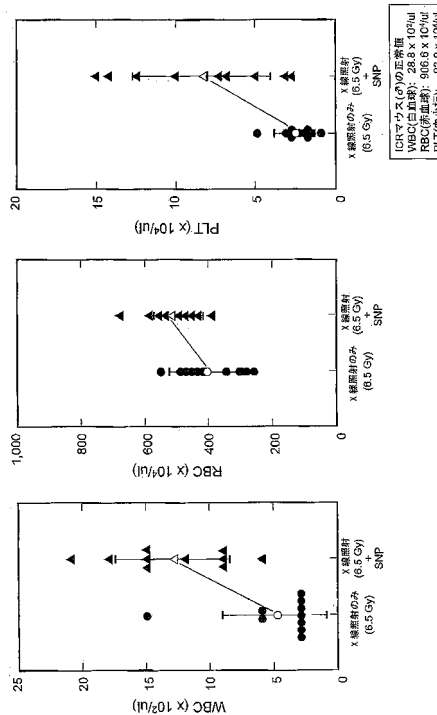 25
20
15
10
5
0
WBC (x 10²/ul)
X線照射のみ
(6.5 Gy)
X線照射
(6.5 Gy)
+
SNP
1,000
800
600
400
200
0
RBC (x 10⁴/ul)
X線照射のみ
(6.5 Gy)
X線照射
(6.5 Gy)
+
SNP
20
15
10
5
0
PLT (x 10⁴/ul)
X線照射のみ
(6.5 Gy)
X線照射
(6.5 Gy)
+
SNP
ICRマウス(♂)の正常値
WBC(白血球): 28.8 x 10²/ul
RBC(赤血球): 906.6 x 10⁴/ul